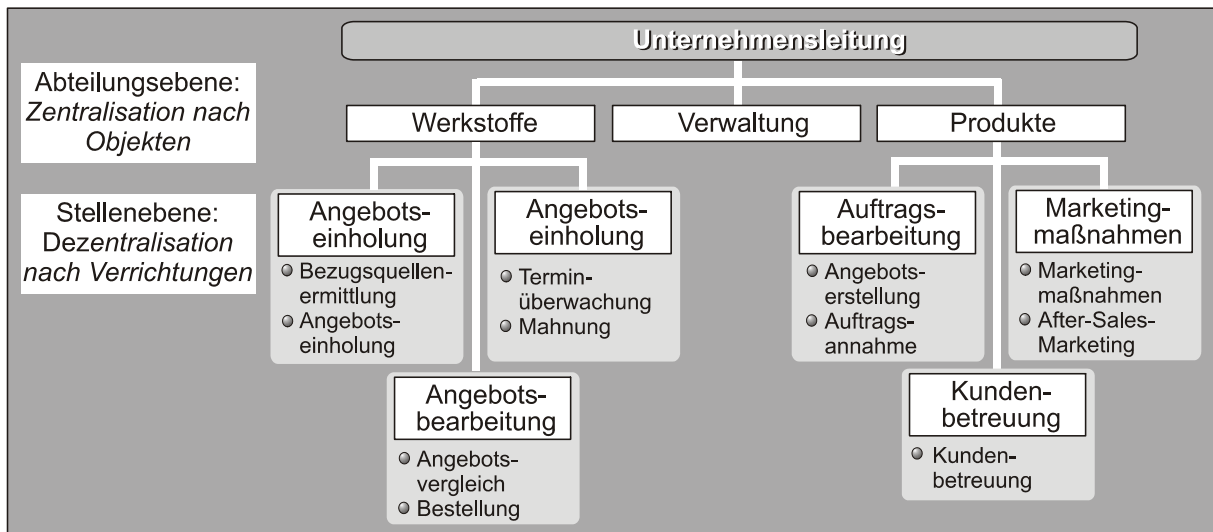 Unternehmensleitung
Abteilungsebene:
Zentralisation nach
Objekten
Werkstoffe
Verwaltung
Produkte
Stellenebene:
Dezentralisation
nach Verrichtungen
Angebots-
einholung
Bezugsquellen-
ermittlung
Angebots-
einholung
Angebots-
einholung
Termin-
überwachung
Mahnung
Auftrags-
bearbeitung
Angebots-
erstellung
Auftrags-
annahme
Marketing-
maßnahmen
Marketing-
maßnahmen
After-Sales-
Marketing
Angebots-
bearbeitung
Angebots-
vergleich
Bestellung
Kunden-
betreuung
Kunden-
betreuung